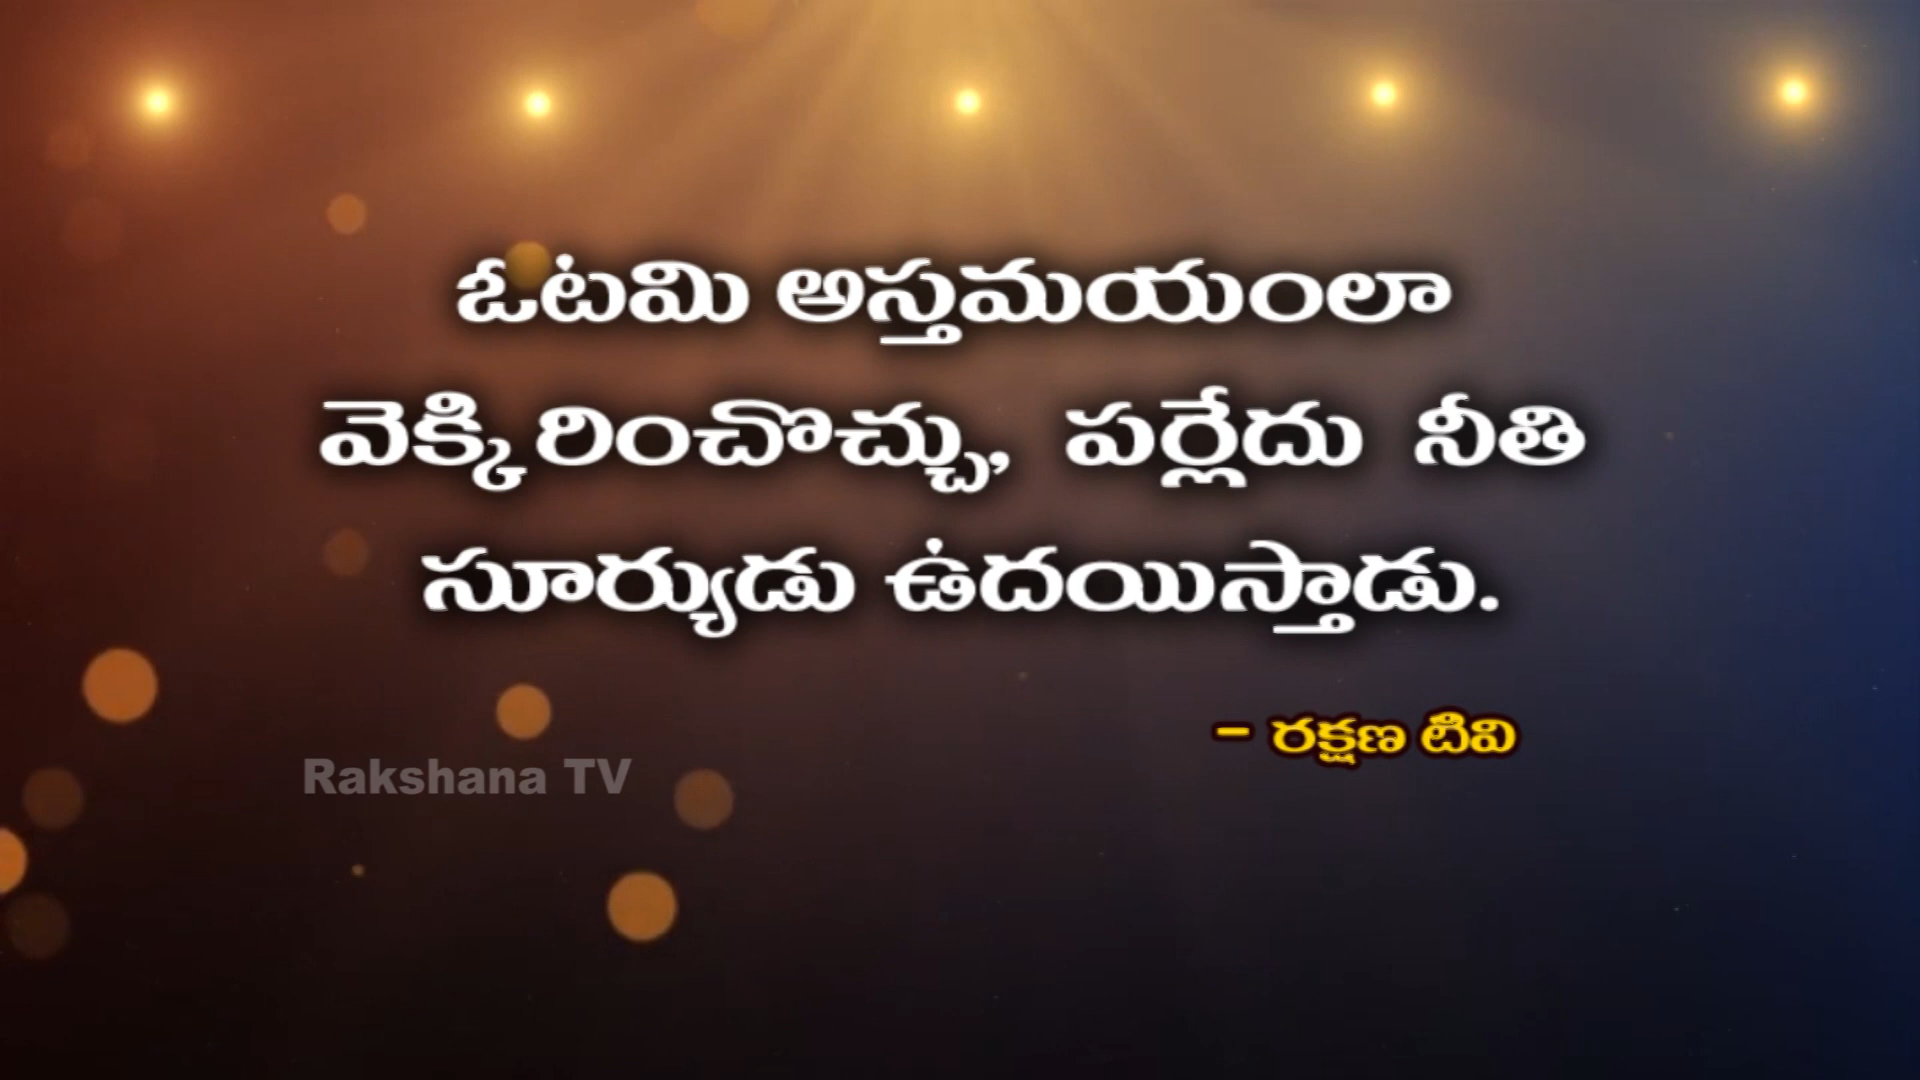 ఓటమి అస్తమయంలా
వెక్కిరించొచ్చు, పర్లేదు నీతి
సూర్యుడు ఉదయిస్తాడు.
- రక్షణ టీవి
Rakshana TV